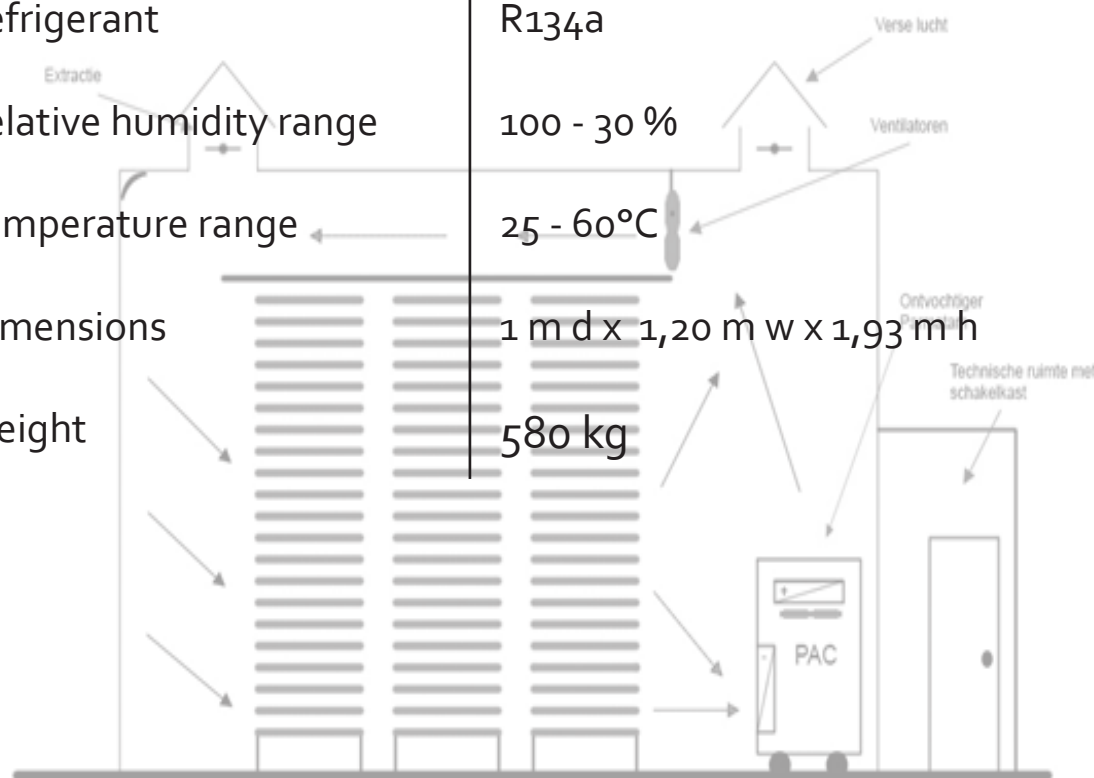 efrigerant R134a
Verse lucht
Extractie
elative humidity range 100 - 30 %
Ventilatoren
mperature range 25 - 60°C
Ontvochtiger
mensions 1 m d x 1,20 m w x 1,93 m h
Technische ruimte met
schakelkast
eight 580 kg
PAC